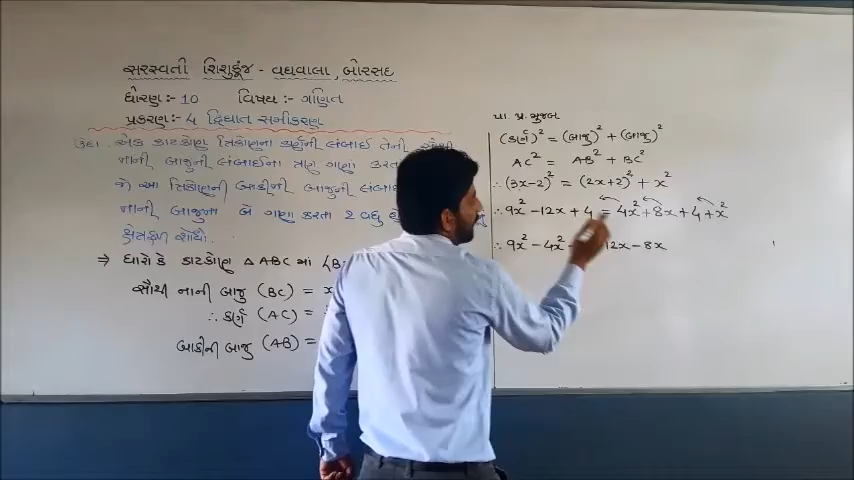 સરસ્વતી શિશુકુંજ - વઘવાલા, બોરસદ
ધોરણ :- 10 વિષય :- ગણિત
પ્રકરણ :- 4 દ્વિઘાત સમીકરણ
ઉદા. એક કાટકોણ ત્રિકોણના કર્ણની લંબાઈ તેની
નાની બાજુની લંબાઈના ત્રણ ગાણા કરતા
જો આ ત્રિકોણની બાકીની બાજુની
નાની બાજુના બે ગણા કરતા 2 વધુ
ક્ષેત્રફળ શોધો.
⇒ ધારો કે કાટકોણ △ABC માં ∠B
સૌથી નાની બાજુ (BC) = x
∴ કર્ણ (AC) =
બાકીની બાજુ (AB) =
પા. પ્ર. મુજબ
(કર્ણ)² = (બાજુ)² + (બાજુ)²
AC² = AB² + BC²
∴ (3x-2)² = (2x+2)² + x²
∴ 9x² - 12x + 4 = 4x² + 8x + 4 + x²
∴ 9x² - 4x² - 12x - 8x